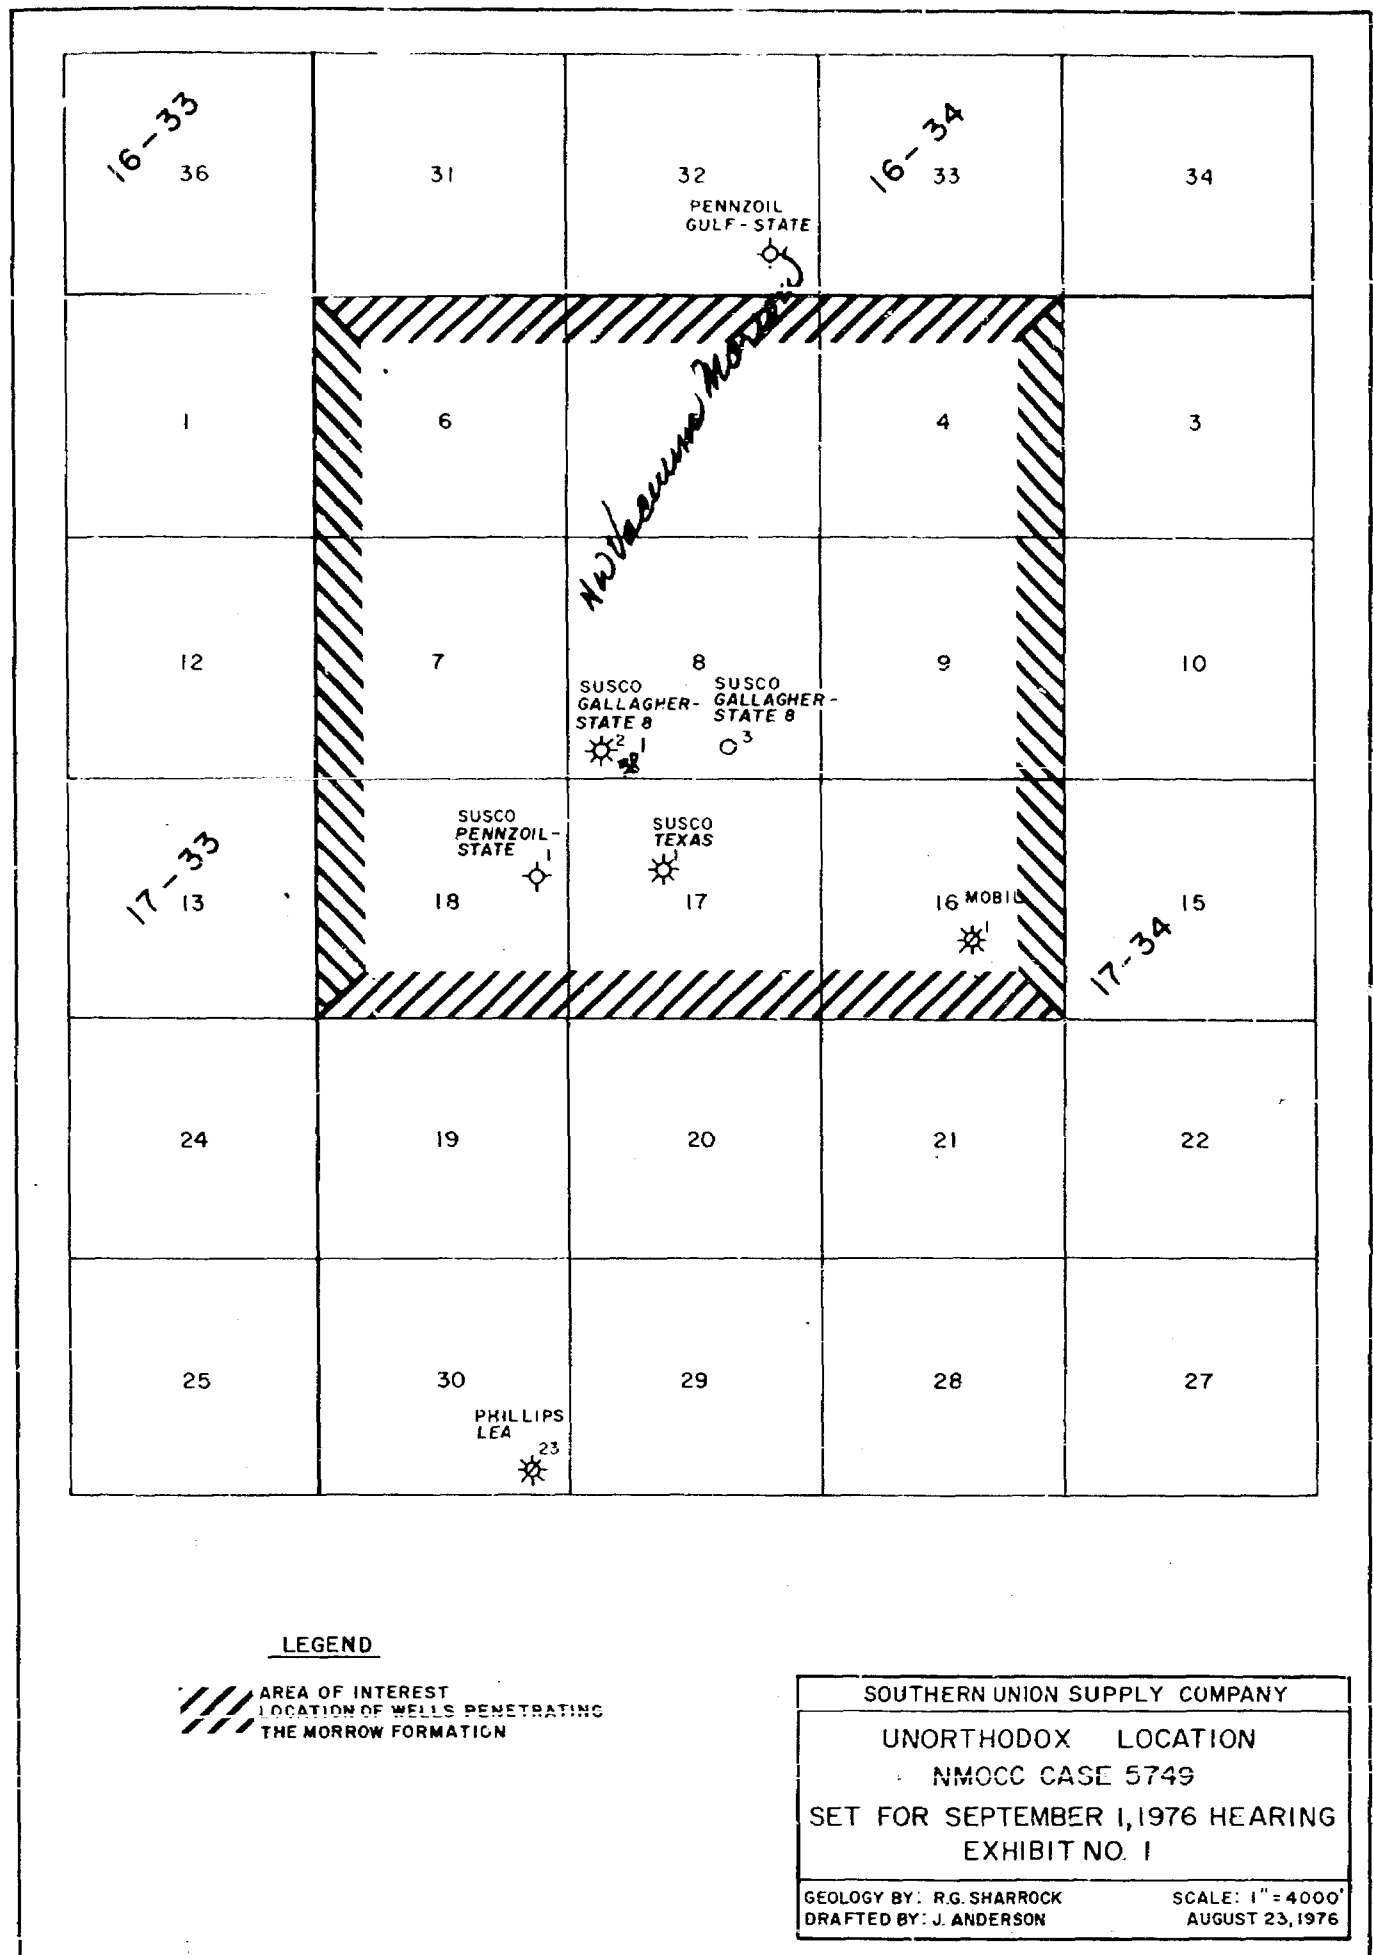 16-33
16-34
36
31
32
33
34
PENNZOIL
GULF-STATE
1
6
4
3
NW Vacuum Morrow
12
7
8
9
10
SUSCO
GALLAGHER-
STATE 8
2
1
SUSCO
GALLAGHER-
STATE 8
3
17-33
13
SUSCO
PENNZOIL-
STATE
1
18
SUSCO
TEXAS
1
17
16
MOBIL
1
15
17-34
24
19
20
21
22
25
30
29
28
27
PHILLIPS
LEA
23
LEGEND
AREA OF INTEREST
LOCATION OF WELLS PENETRATING
THE MORROW FORMATION
SOUTHERN UNION SUPPLY COMPANY
UNORTHODOX LOCATION
NMOCC CASE 5749
SET FOR SEPTEMBER 1, 1976 HEARING
EXHIBIT NO. 1
GEOLOGY BY: R.G. SHARROCK
SCALE: 1"=4000'
DRAFTED BY: J. ANDERSON
AUGUST 23, 1976